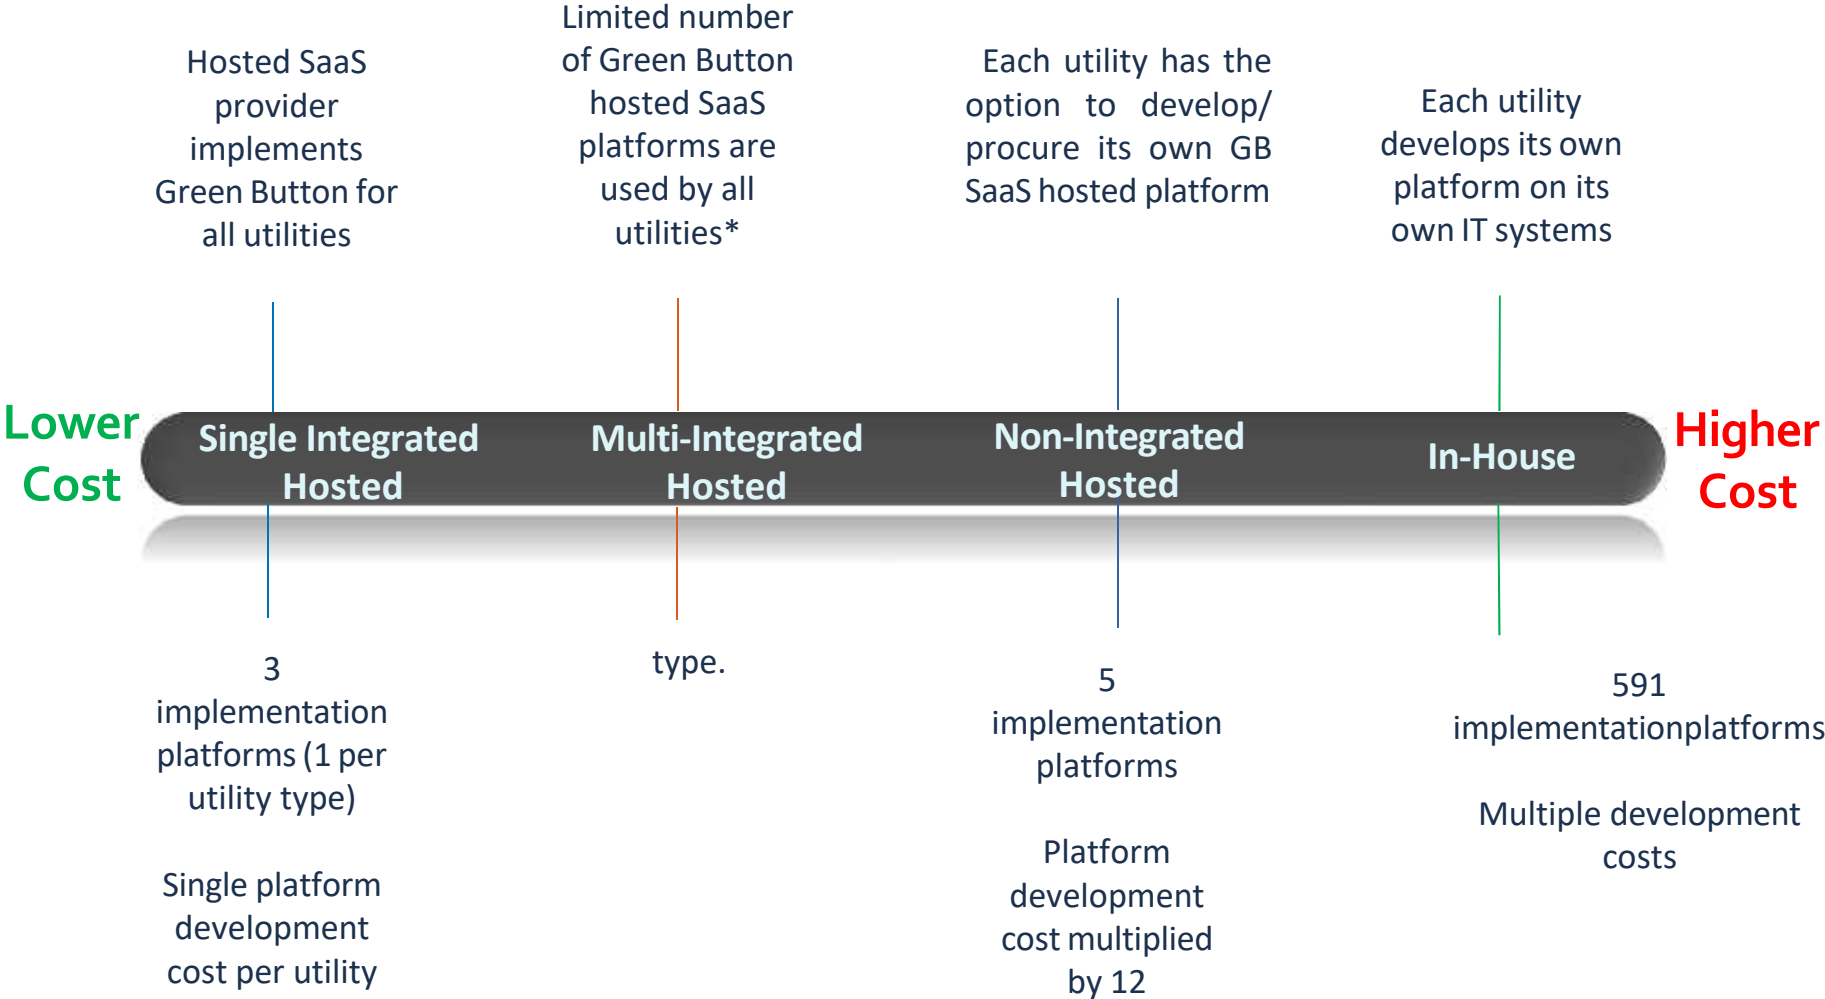 Hosted SaaS
provider
implements
Green Button for
all utilities
Limited number
of Green Button
hosted SaaS
platforms are
used by all
utilities*
Each utility has the
option to develop/
procure its own GB
SaaS hosted platform
Each utility
develops its own
platform on its
own IT systems
Lower
Cost
Single Integrated
Hosted
Multi-Integrated
Hosted
Non-Integrated
Hosted
In-House
Higher
Cost
3
implementation
platforms (1 per
utility type)
Single platform
development
cost per utility
type.
5
implementation
platforms
Platform
development
cost multiplied
by 12
591
implementationplatforms
Multiple development
costs